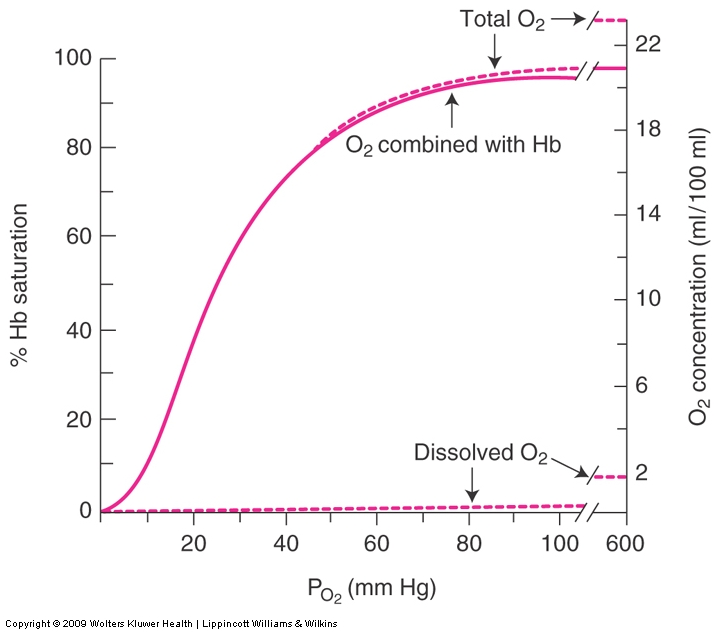 Total O2
100
80
60
40
20
0
% Hb saturation
O2 combined with Hb
Dissolved O2
22
18
14
10
6
2
O2 concentration (ml/100 ml)
20 40 60 80 100 600
PO2 (mm Hg)
Copyright © 2009 Wolters Kluwer Health | Lippincott Williams & Wilkins